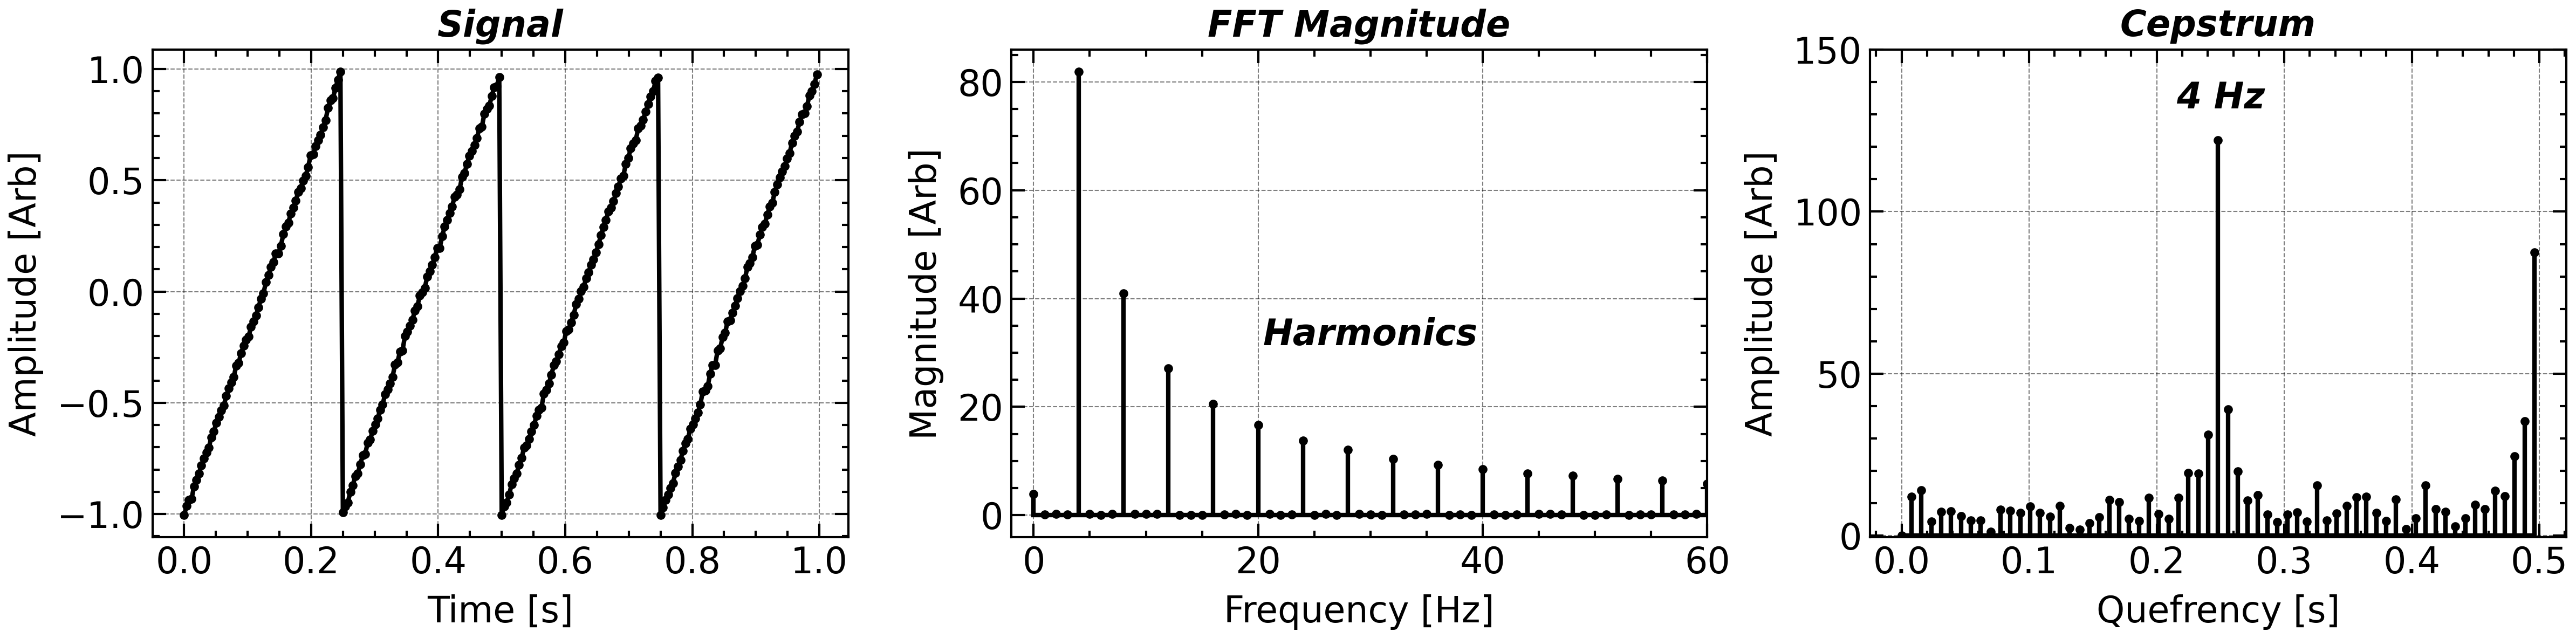 Signal
Amplitude [Arb]
1.0
0.5
0.0
−0.5
−1.0
0.0 0.2 0.4 0.6 0.8 1.0
Time [s]
FFT Magnitude
Magnitude [Arb]
80
60
40
20
0
Harmonics
0 20 40 60
Frequency [Hz]
Cepstrum
Amplitude [Arb]
150
100
50
0
4 Hz
0.0 0.1 0.2 0.3 0.4 0.5
Quefrency [s]